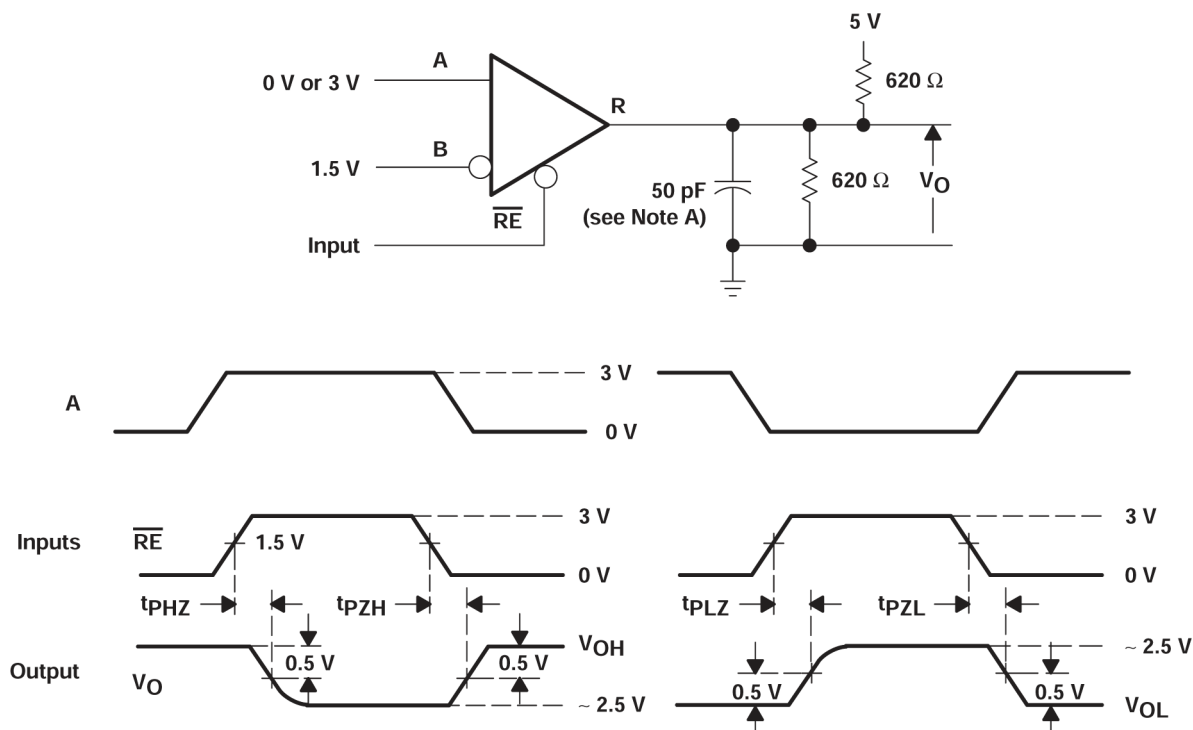 5 V
620 Ω
A
0 V or 3 V
R
B
1.5 V
50 pF
(see Note A)
620 Ω
VO
RE
Input
A
3 V
0 V
Inputs
RE
1.5 V
3 V
0 V
3 V
0 V
tPHZ
tPZH
tPLZ
tPZL
Output
VO
0.5 V
0.5 V
VOH
~ 2.5 V
0.5 V
0.5 V
~ 2.5 V
VOL